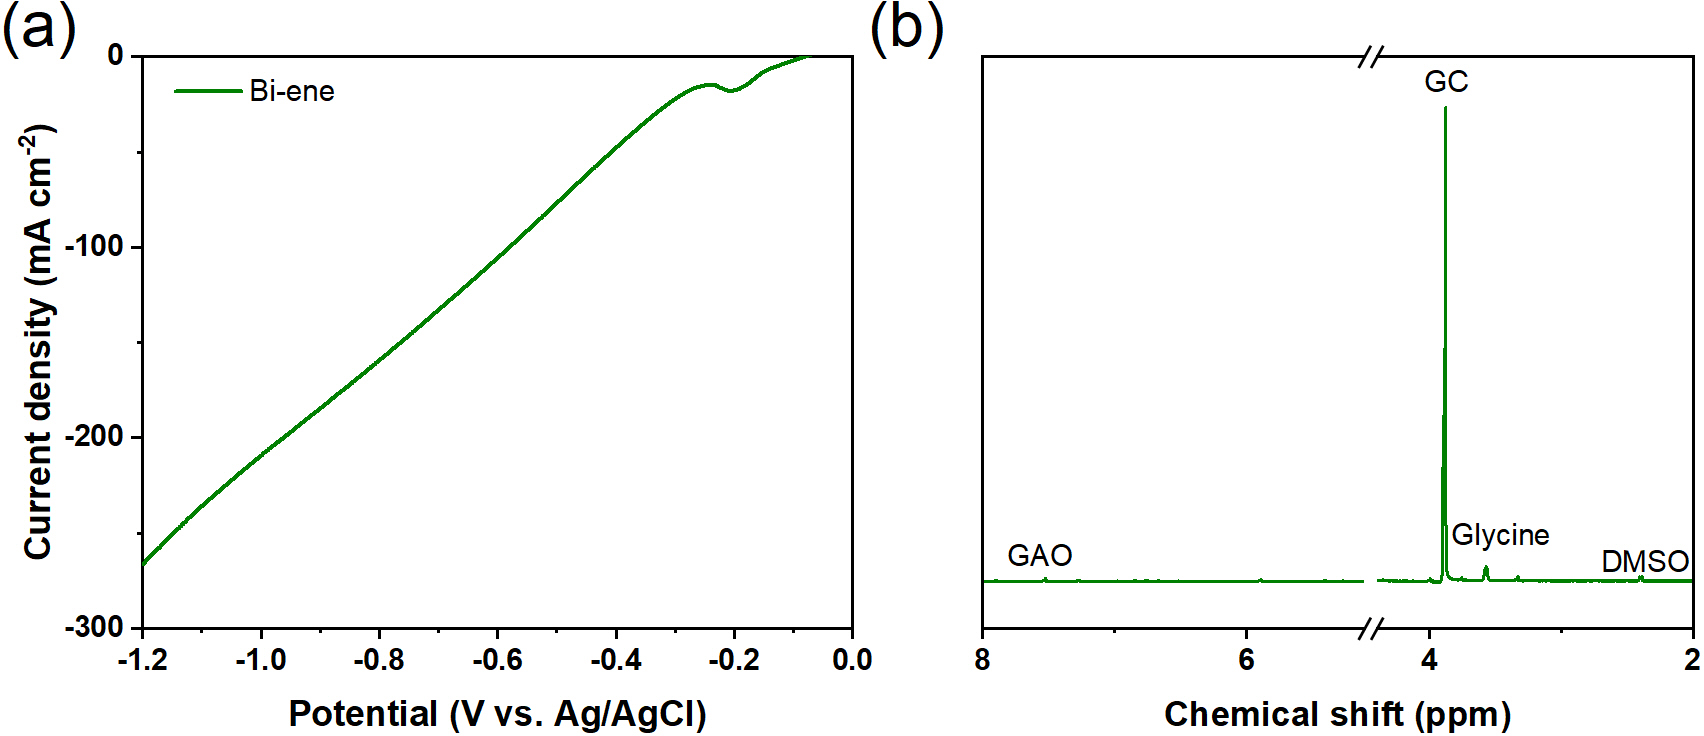 (a)
Bi-ene
0
-100
-200
-300
Current density (mA cm-2)
-1.2 -1.0 -0.8 -0.6 -0.4 -0.2 0.0
Potential (V vs. Ag/AgCl)
(b)
GC
Glycine
GAO
DMSO
8 6 4 2
Chemical shift (ppm)